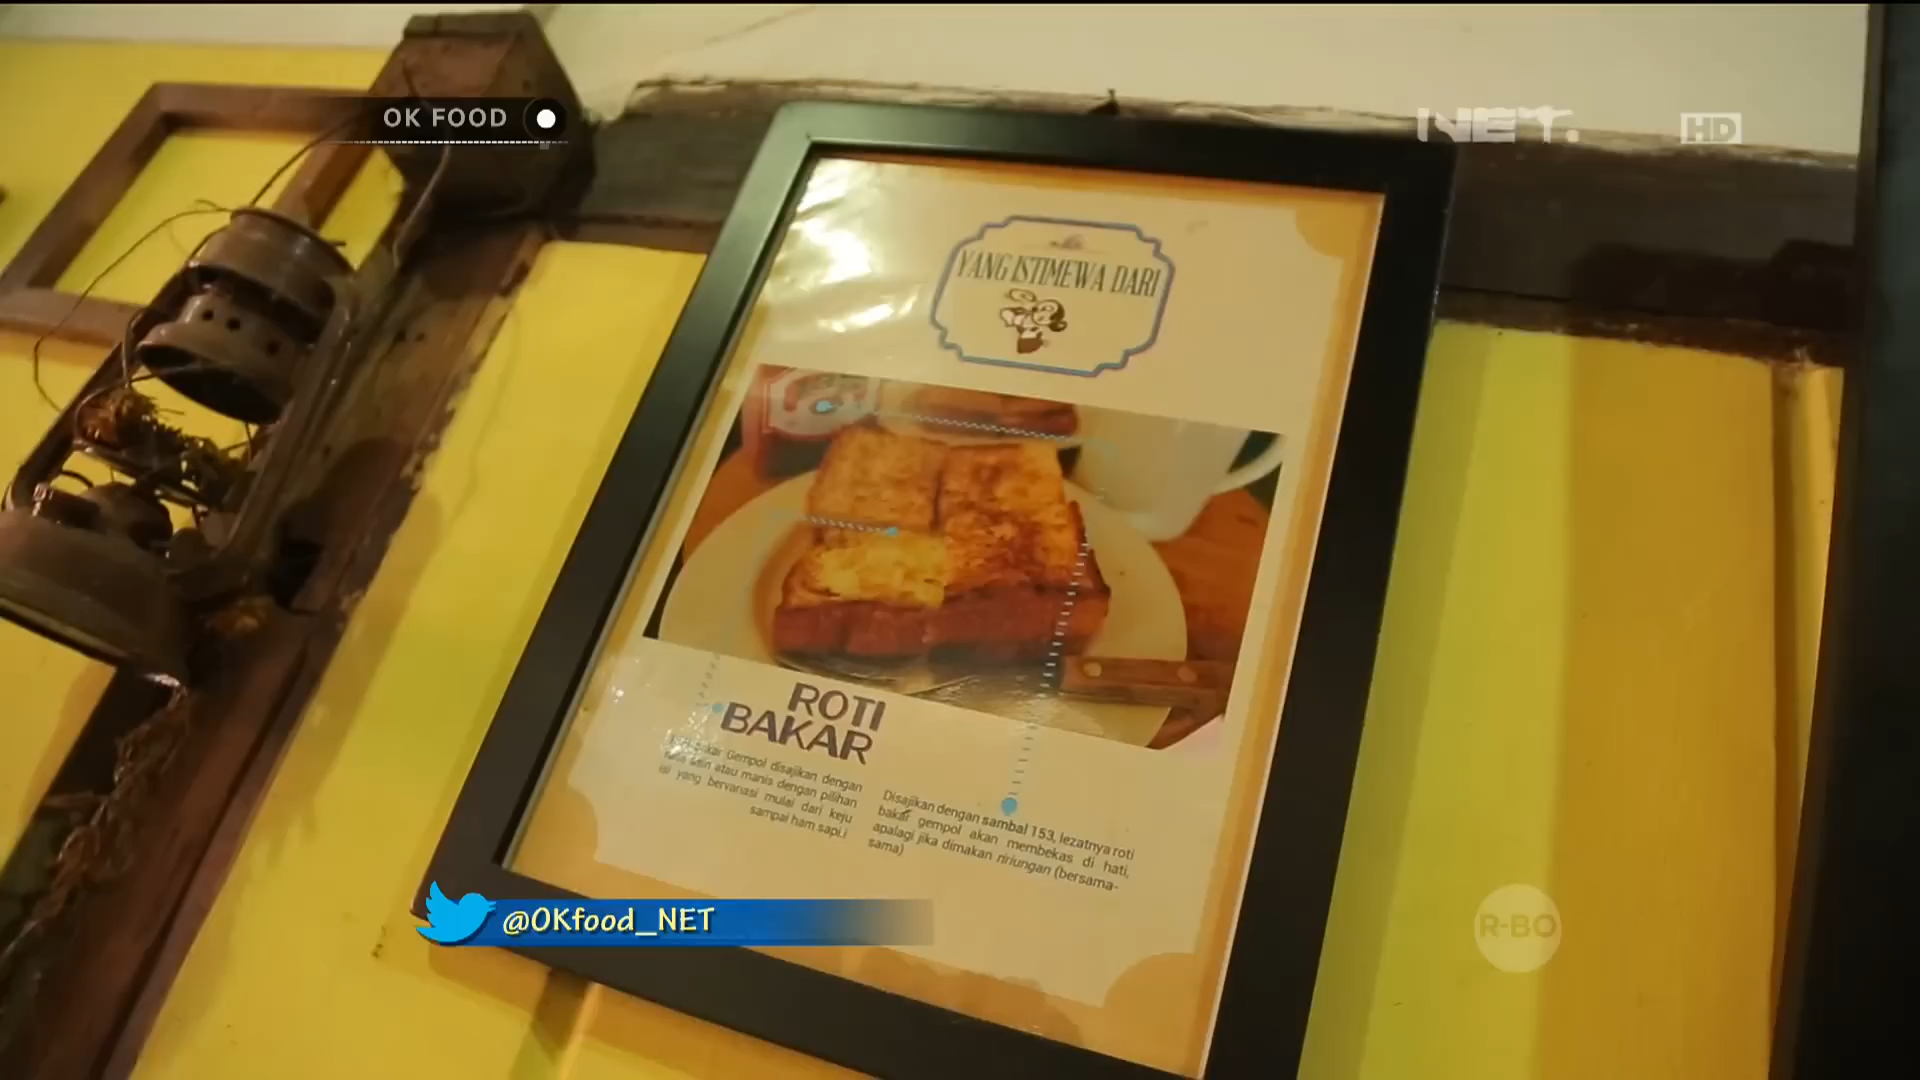 OK FOOD
NET.
HD
YANG ISTIMEWA DARI
ROTI
BAKAR
bakar Gempol disajikan dengan
asin atau manis dengan pilihan
isi yang bervariasi mulai dari keju
sampai ham sapi.
Disajikan dengan sambal 153, lezatnya roti
bakar gempol akan membekas di hati,
apalagi jika dimakan ririungan (bersama-
sama)
@OKfood_NET
R-BO